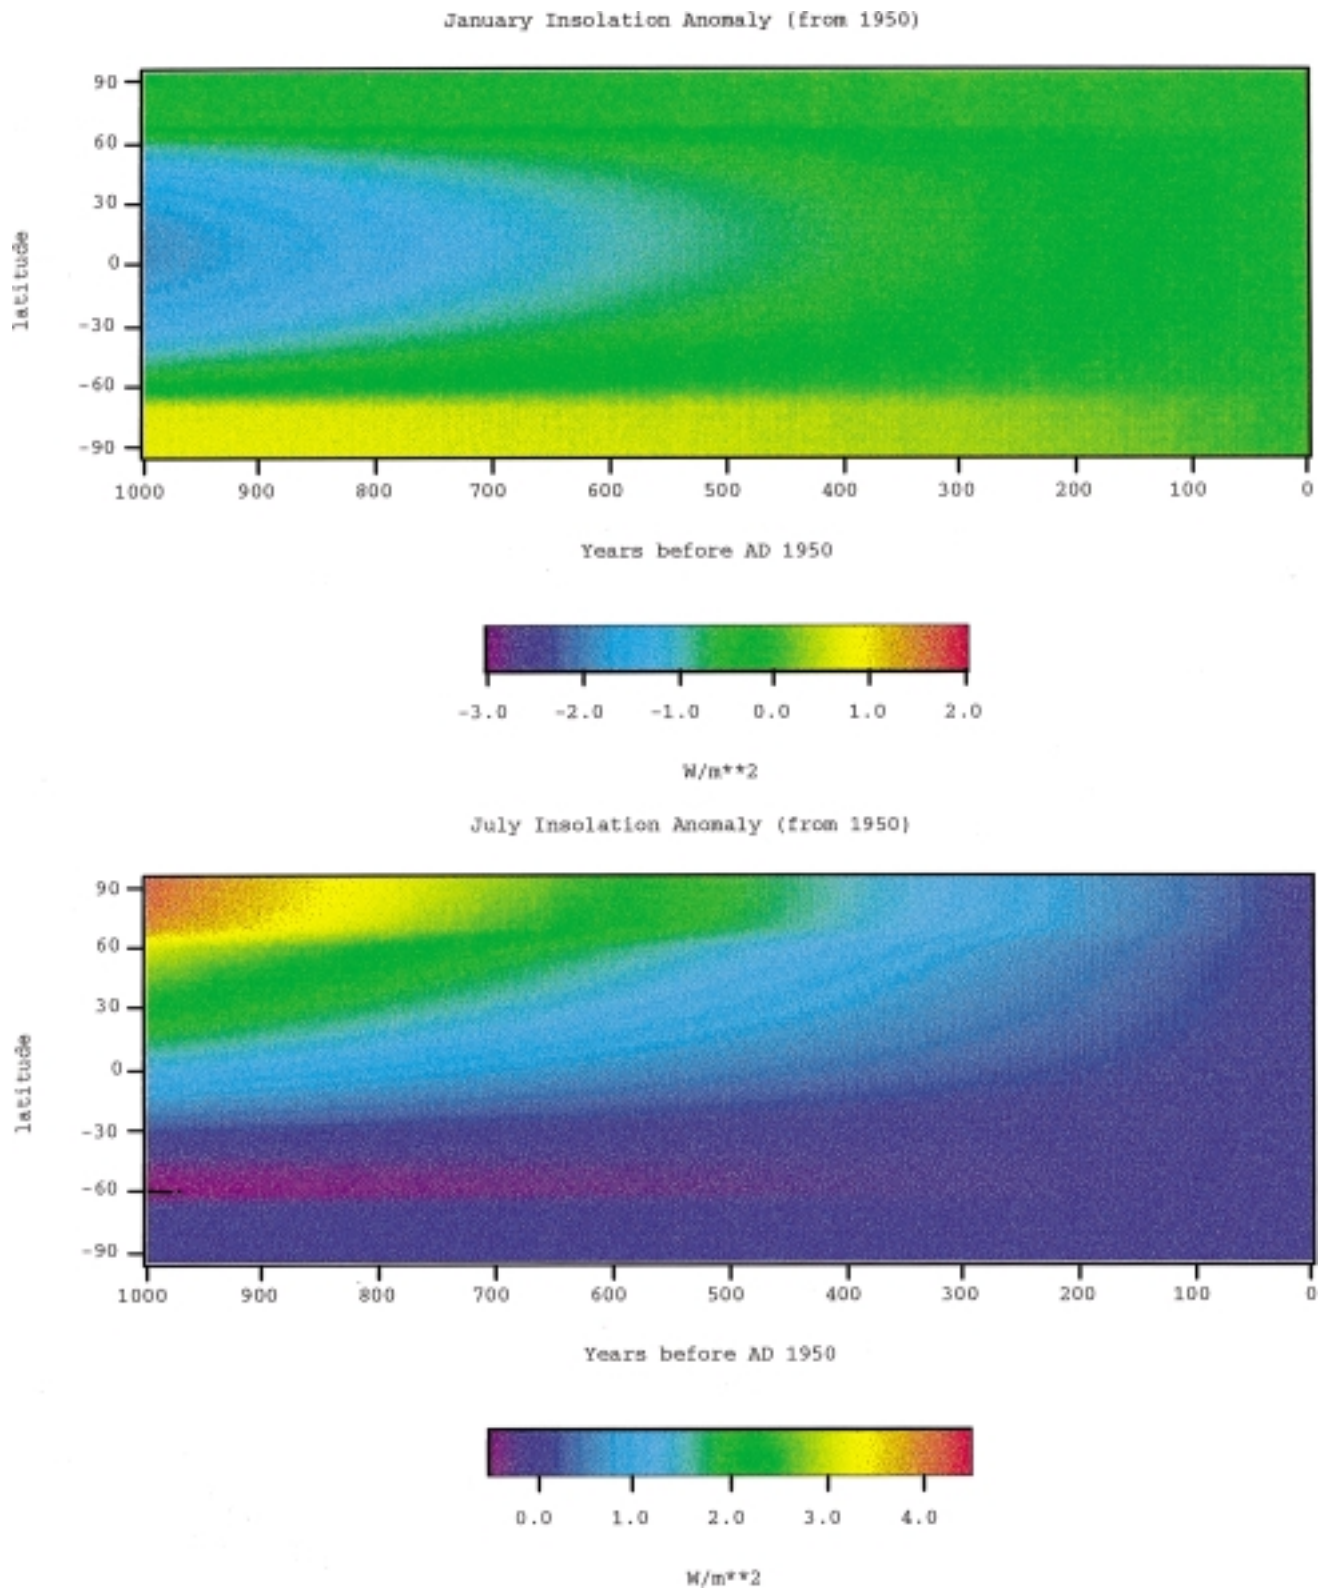 January Insolation Anomaly (from 1950)
90
60
30
0
-30
-60
-90
latitude
1000 900 800 700 600 500 400 300 200 100 0
Years before AD 1950
-3.0 -2.0 -1.0 0.0 1.0 2.0
W/m**2
July Insolation Anomaly (from 1950)
90
60
30
0
-30
-60
-90
latitude
1000 900 800 700 600 500 400 300 200 100 0
Years before AD 1950
0.0 1.0 2.0 3.0 4.0
W/m**2